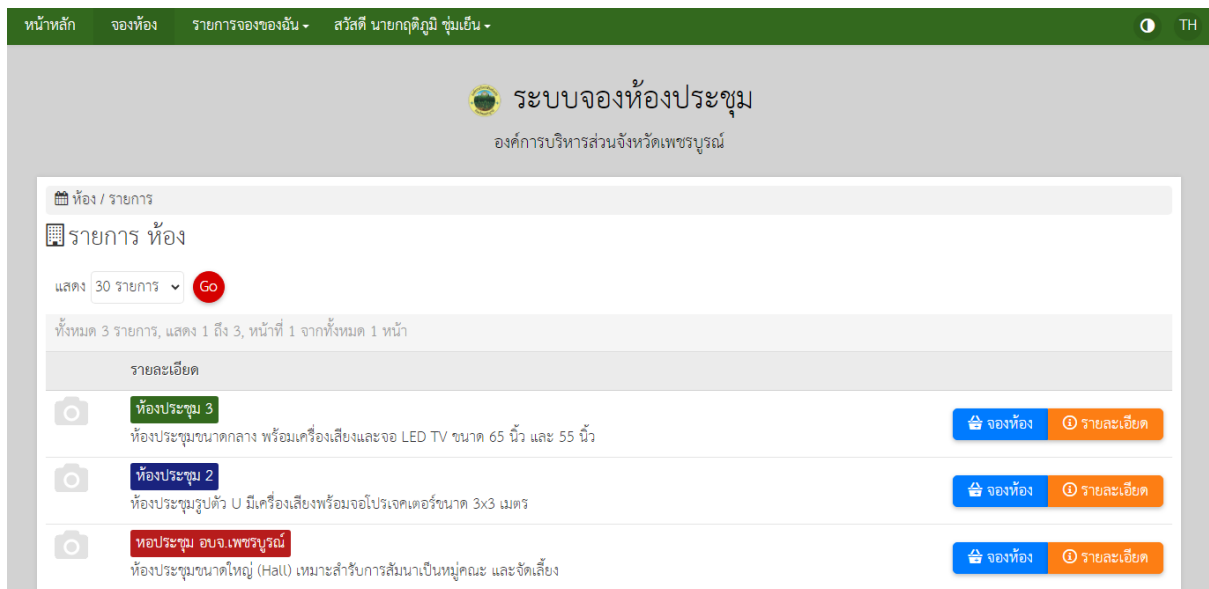 หน้าหลัก จองห้อง รายการจองของฉัน สวัสดี นายกฤติภูมิ ชุ่มเย็น TH
ระบบจองห้องประชุม
องค์การบริหารส่วนจังหวัดเพชรบูรณ์
ห้อง / รายการ
รายการ ห้อง
แสดง 30 รายการ Go
ทั้งหมด 3 รายการ, แสดง 1 ถึง 3, หน้าที่ 1 จากทั้งหมด 1 หน้า
รายละเอียด
ห้องประชุม 3
ห้องประชุมขนาดกลาง พร้อมเครื่องเสียงและจอ LED TV ขนาด 65 นิ้ว และ 55 นิ้ว
จองห้อง รายละเอียด
ห้องประชุม 2
ห้องประชุมรูปตัว U มีเครื่องเสียงพร้อมจอโปรเจคเตอร์ขนาด 3x3 เมตร
จองห้อง รายละเอียด
หอประชุม อบจ.เพชรบูรณ์
ห้องประชุมขนาดใหญ่ (Hall) เหมาะสำหรับการสัมนาเป็นหมู่คณะ และจัดเลี้ยง
จองห้อง รายละเอียด